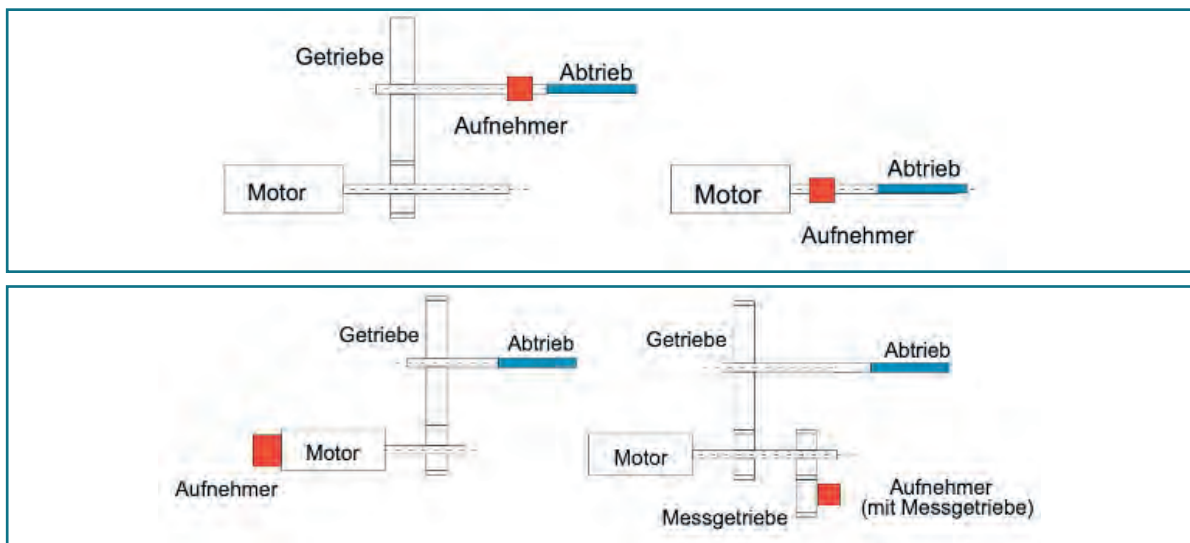 Getriebe
Abtrieb
Aufnehmer
Motor
Abtrieb
Motor
Aufnehmer
Getriebe
Abtrieb
Motor
Aufnehmer
Getriebe
Abtrieb
Motor
Aufnehmer
(mit Messgetriebe)
Messgetriebe